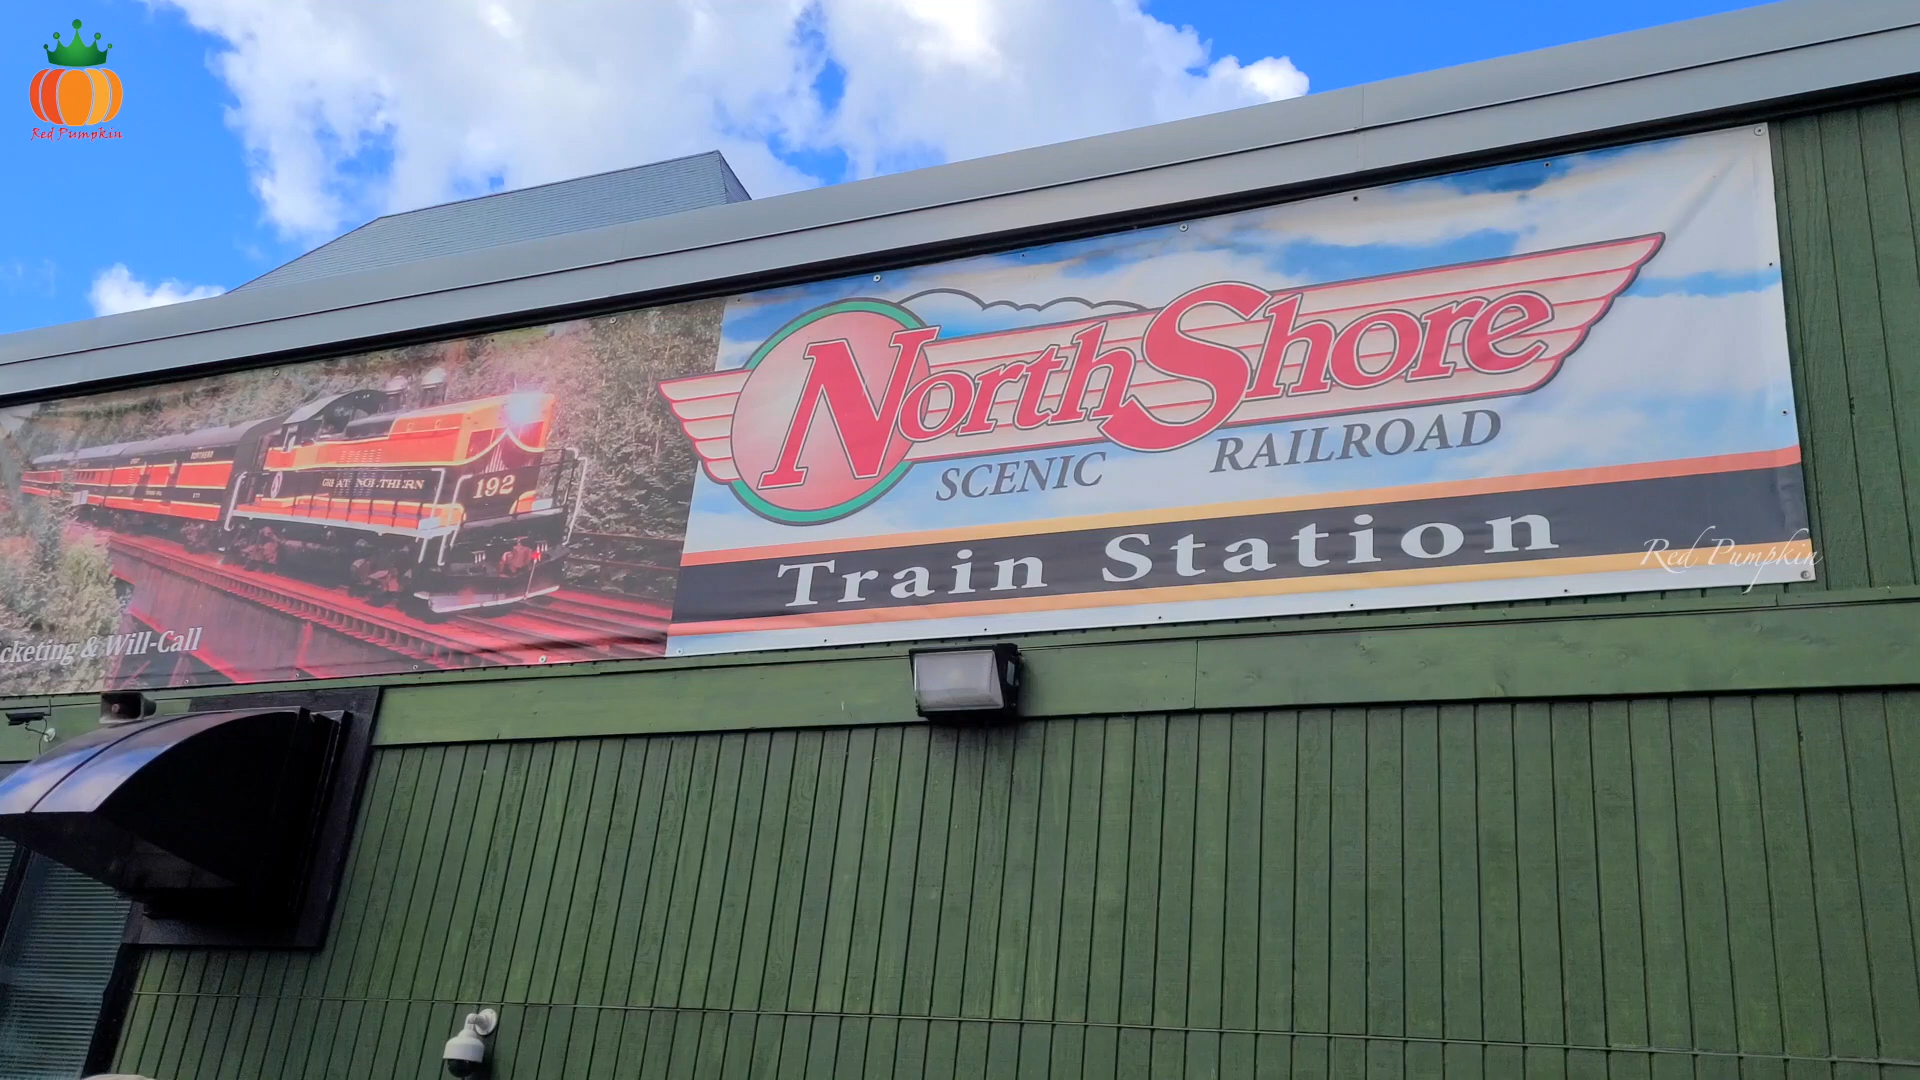 Red Pumpkin
NorthShore
SCENIC RAILROAD
Train Station
GREAT NORTHERN
192
cketing & Will-Call
Red Pumpkin